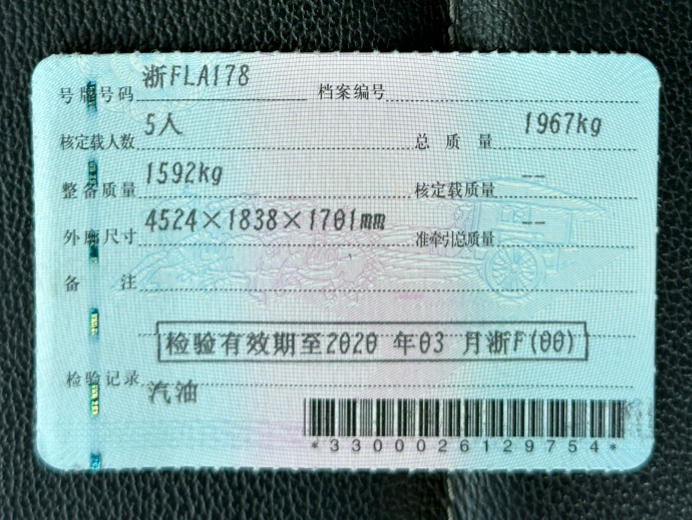 号牌号码 浙FLA178 档案编号
核定载人数 5人 总质量 1967kg
整备质量 1592kg 核定载质量 --
外廓尺寸 4524×1838×1701mm 准牵引总质量 --
备注
检验有效期至2020 年03 月浙F(00)
检验记录 汽油
*3300026129754*